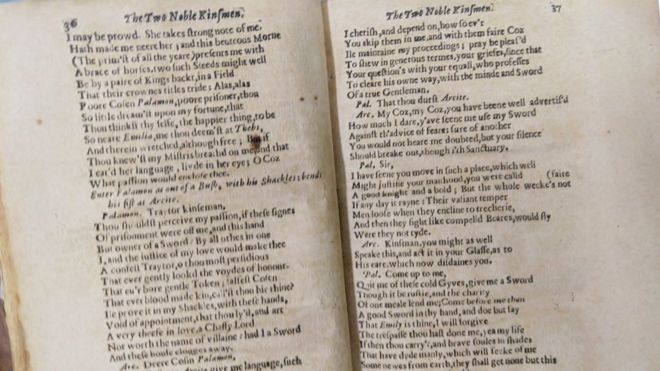 36
The Two Noble Kinsmen.
I may be prowd. She takes strong note of me,
Hath made me neere her; and this beuteous Morne
(The prim'st of all the yeare) presents me with
A brace of horses, two such Steeds might well
Be by a paire of Kings backt, in a Field
That their crownes titles tride: Alas, alas
Poore Cosen Palamon, poore prisoner, thou
So little dream'st upon my fortune, that
Thou thinkst thy selfe, the happier thing, to be
So neare Emilia, me thou deem'st at Thebs,
And therein wretched, although free; But if
Thou knew'st my Mistris breathd on me, and that
I ear'd her language, livde in her eye; O Coz
What passion would enclose thee.
Enter Palamon as out of a Bush, with his Shackles: bends
his fist at Arcite.
Palamon. Traytor kinseman,
Thou shouldst perceive my passion, if these signes
Of prisonment were off me, and this hand
But owner of a Sword: By all othes in one
I, and the justice of my love would make thee
A confest Traytor, o thou most perfidious
That ever gently lookd the voydes of honour.
That eu'r bore gentle Token; falsest Cosen
That ever blood made kin, call'st thou hir thine?
Ile prove it in my Shackles, with these hands,
Void of appointment, that thou ly'st, and art
A very theefe in love, a Chaffy Lord
Nor worth the name of villaine: had I a Sword
And these house clogges away.
Arc. Deere Cosin Palamon,
Arcite give me language, such
The Two Noble Kinsmen.
37
I cherish, and depend on, how so ev'r
You skip them in me, and with them faire Coz
Ile maintaine my proceedings; pray be pleas'd
To shew in generous termes, your griefes, since that
Your question's with your equall, who professes
To cleare his owne way, with the minde and Sword
Of a true Gentleman.
Pal. That thou durst Arcite.
Arc. My Coz, my Coz, you have beene well advertis'd
How much I dare, y'ave seene me use my Sword
Against th'advice of feare: sure of another
You would not heare me doubted, but your silence
Should breake out, though i'th Sanctuary.
Pal. Sir,
I have seene you move in such a place, which well
Might justifie your manhood, you were calld (faire
A good knight and a bold; But the whole weeke's not
If any day it rayne: Their valiant temper
Men loose when they encline to trecherie,
And then they fight like compelld Beares, would fly
Were they not tyde.
Arc. Kinsman, you might as well
Speake this, and act it in your Glasse, as to
His eare, which now disdaines you.
Pal. Come up to me,
Quit me of these cold Gyves, give me a Sword
Though it be rustie, and the charity
Of one meale lend me; Come before me then
A good Sword in thy hand, and doe but say
That Emily is thine, I will forgive
The trespasse thou hast done me, yea my life
If then thou carry't, and brave soules in shades
That have dyde manly, which will seeke of me
Some newes from earth, they shall get none but this